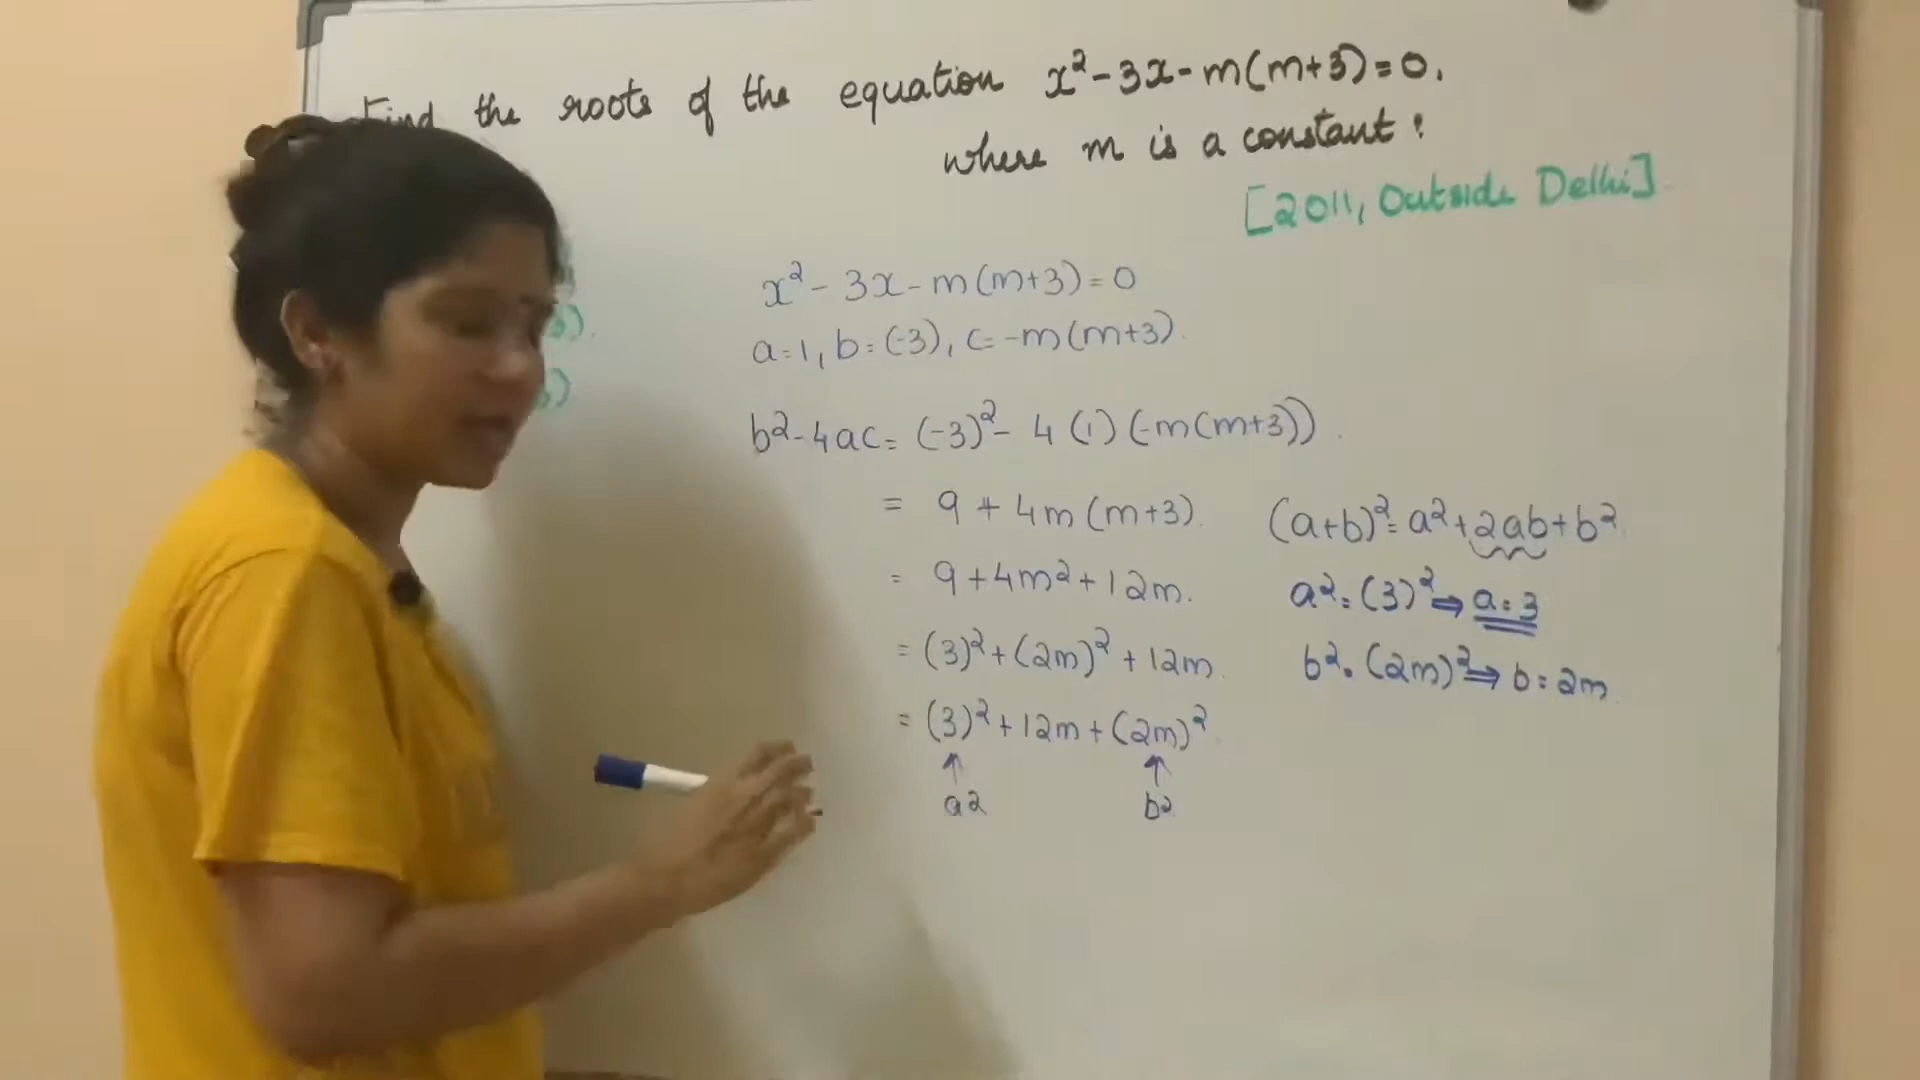 Find the roots of the equation x²-3x-m(m+3)=0.
where m is a constant?
[2011, Outside Delhi]
x²-3x-m(m+3)=0
a=1, b=(-3), c=-m(m+3).
b²-4ac= (-3)²- 4 (1) (-m(m+3)).
= 9 + 4m (m+3).
= 9+4m²+12m.
= (3)²+(2m)²+12m.
= (3)²+12m+(2m)².
↑ ↑
a² b²
(a+b)²=a²+2ab+b²
a²=(3)²⇒ a=3
b²=(2m)²⇒ b=2m
3).
)